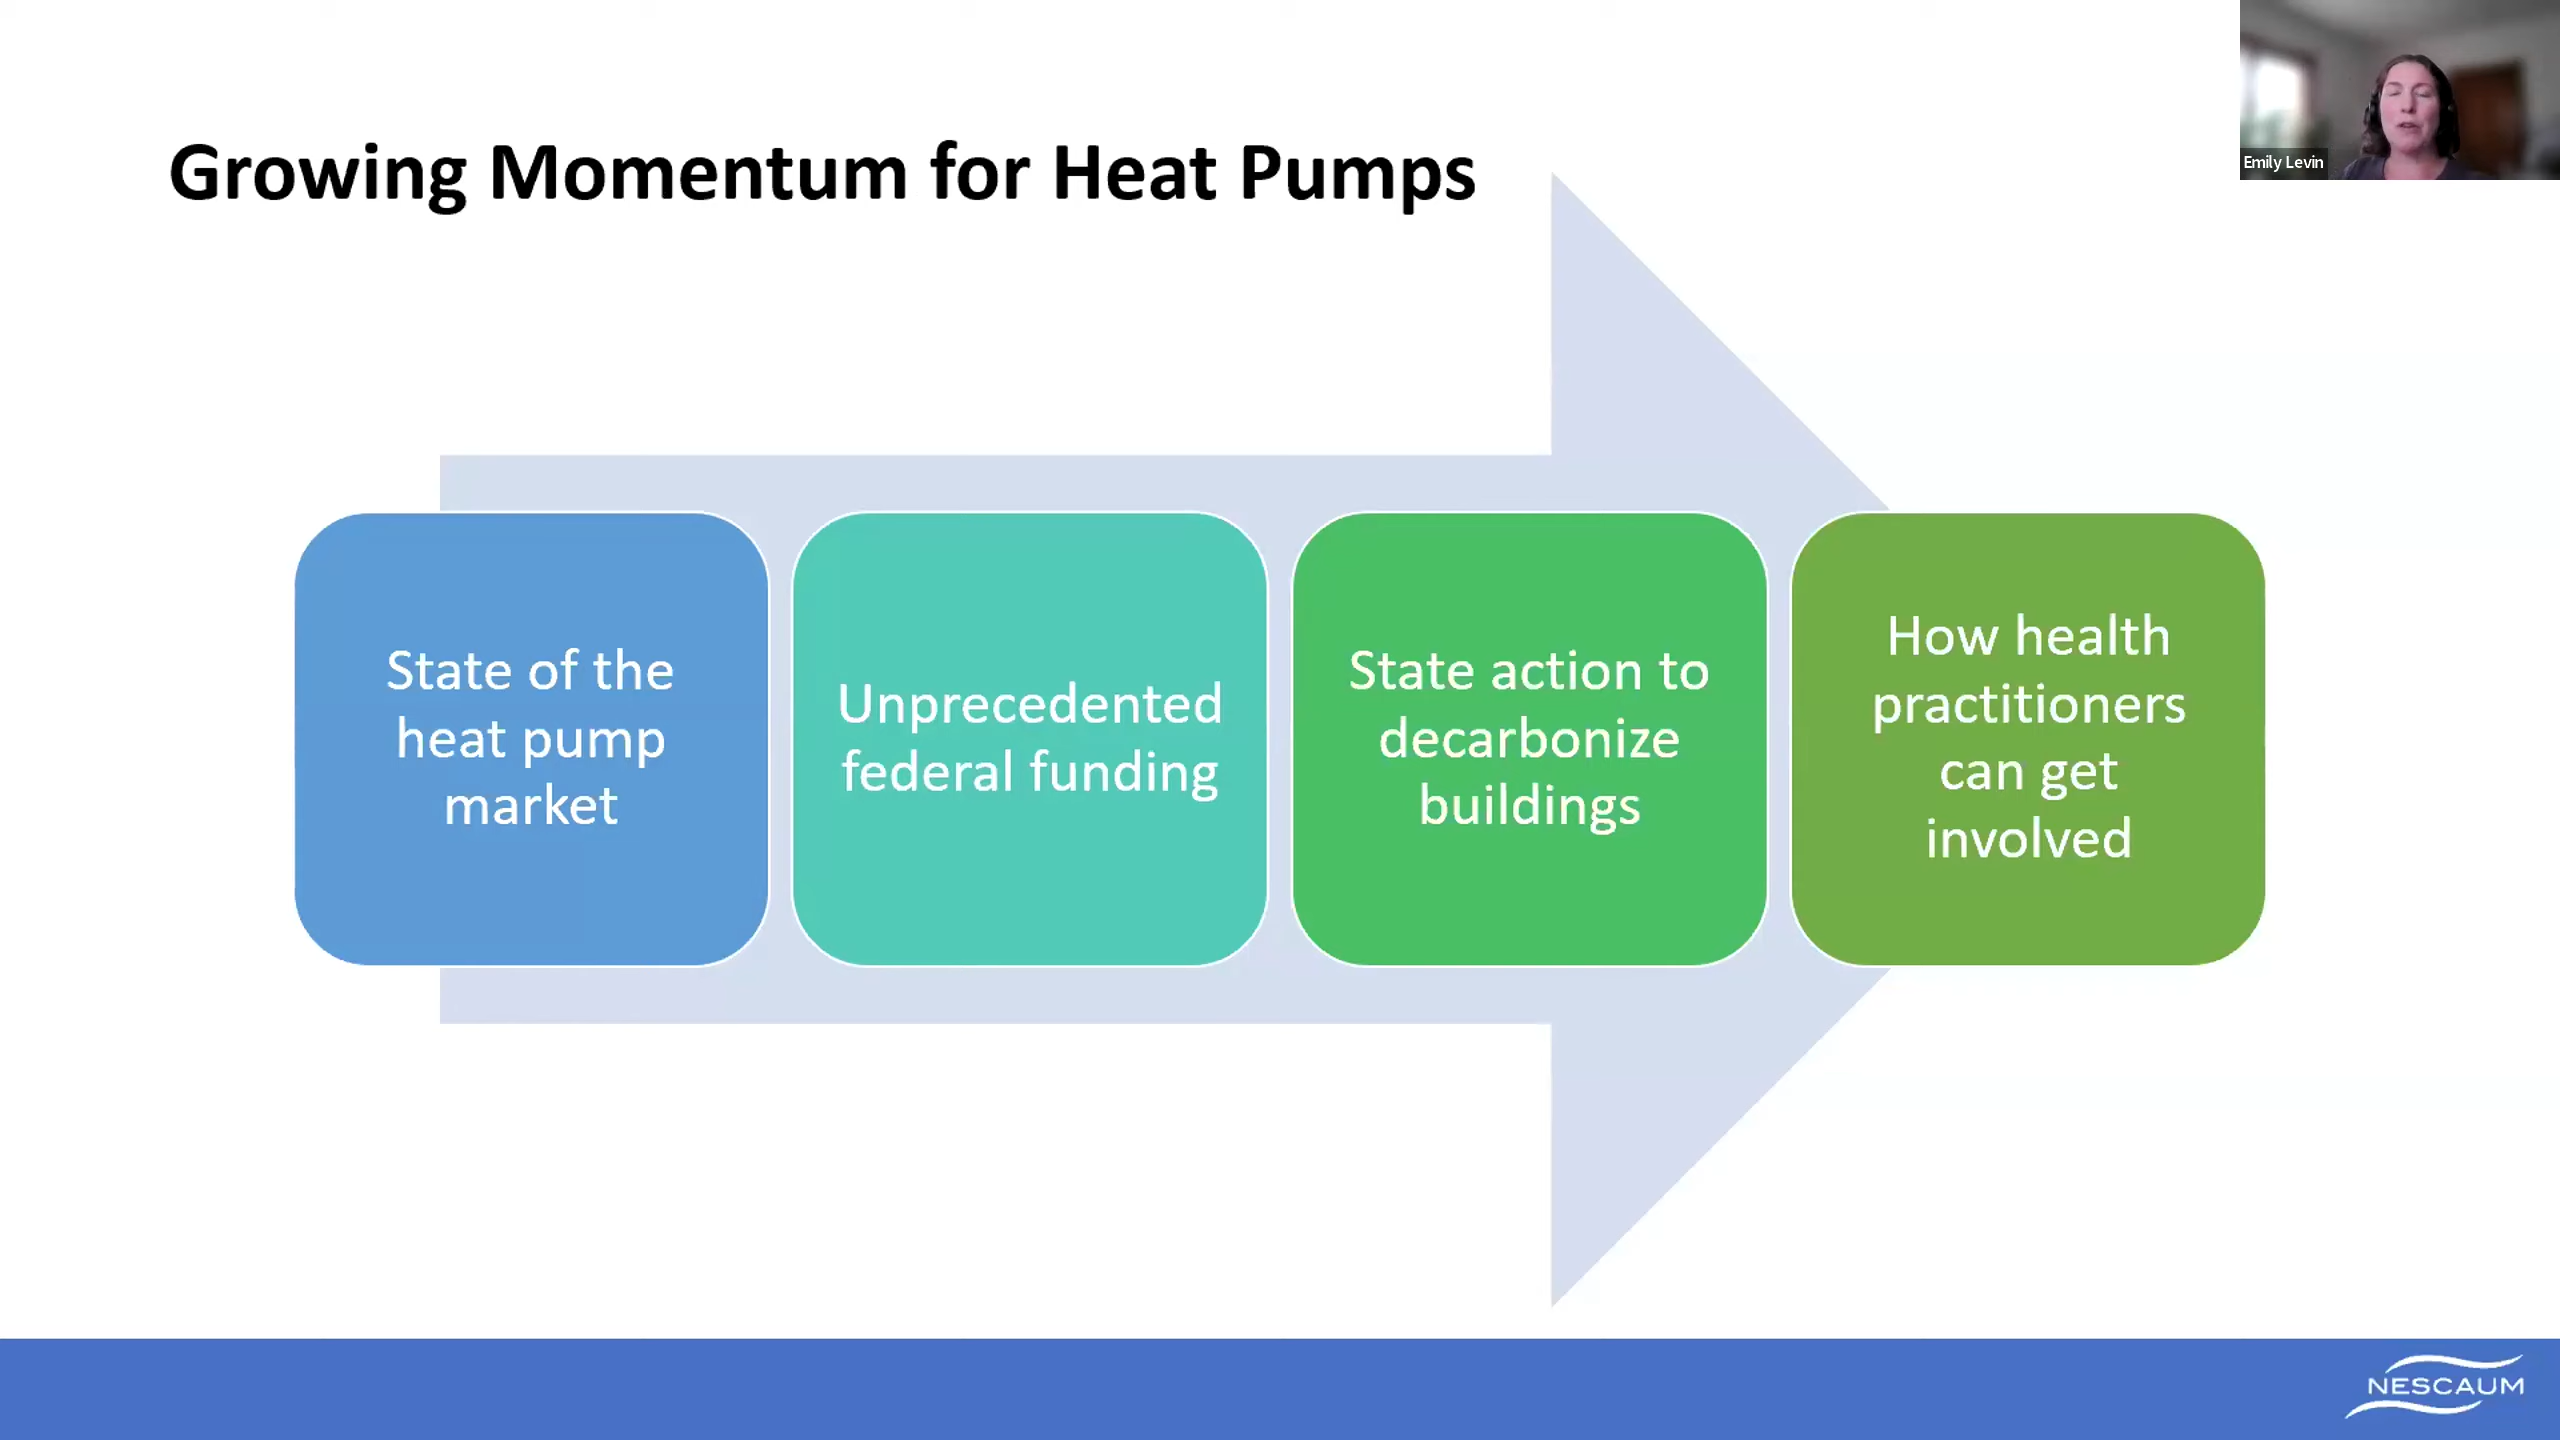 Growing Momentum for Heat Pumps
Emily Levin
State of the
heat pump
market
Unprecedented
federal funding
State action to
decarbonize
buildings
How health
practitioners
can get
involved
NESCAUM